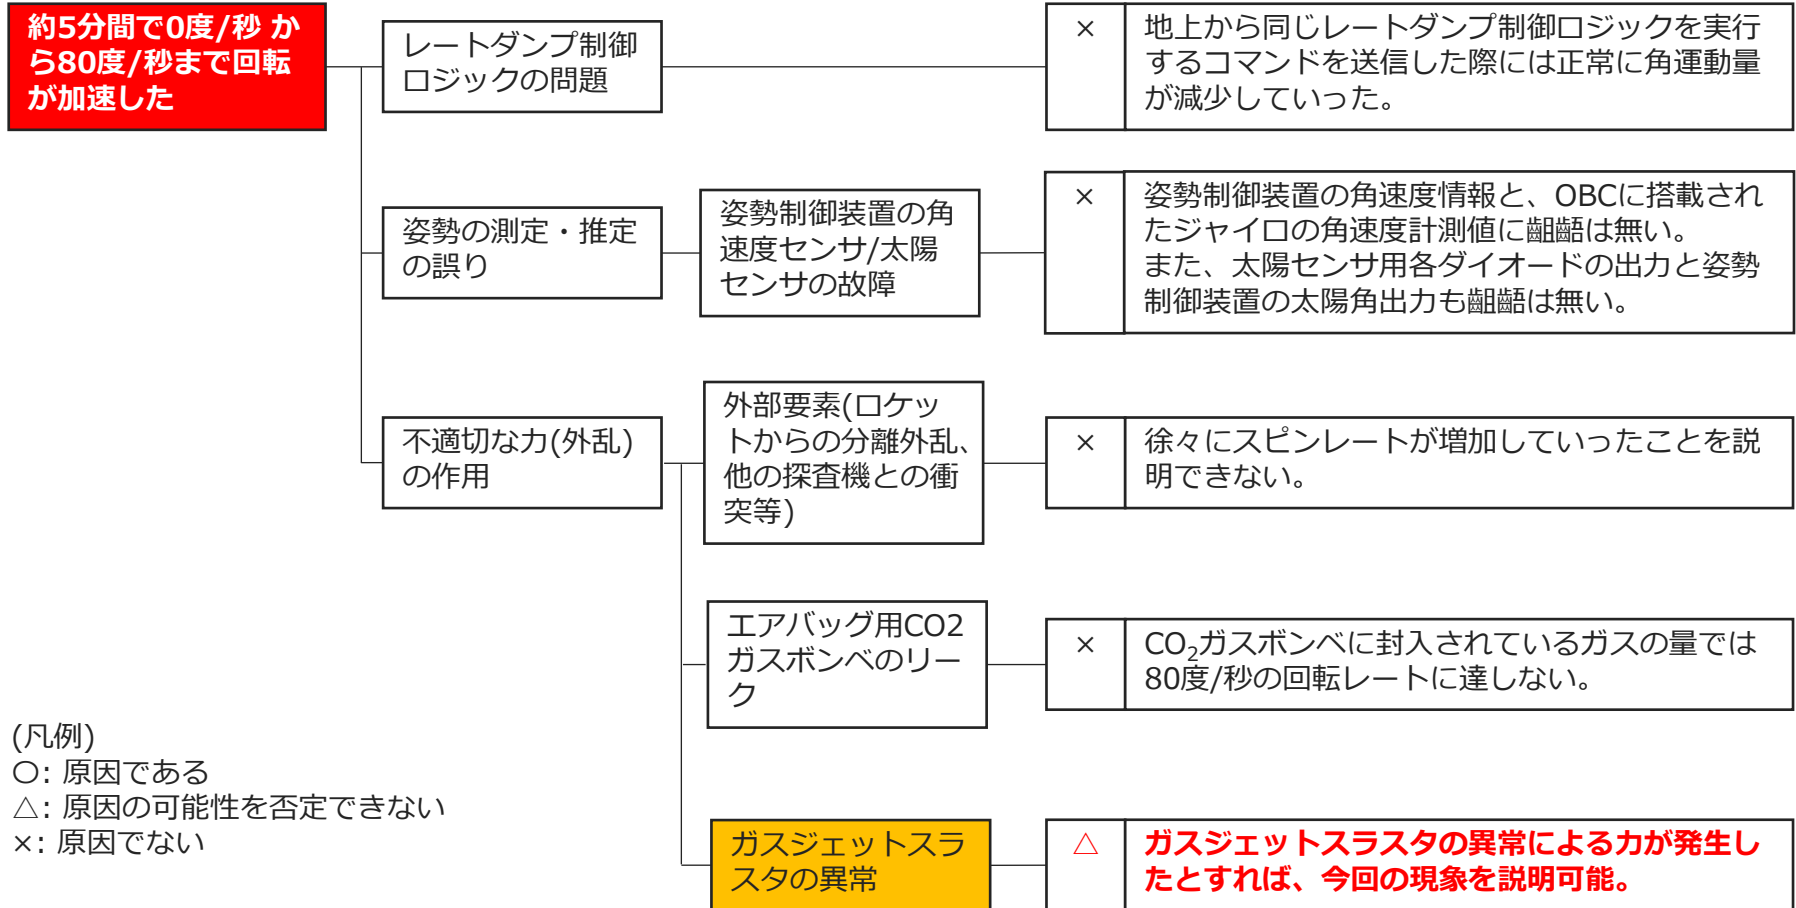 約5分間で0度/秒 か
ら80度/秒まで回転
が加速した
レートダンプ制御
ロジックの問題
×
地上から同じレートダンプ制御ロジックを実行
するコマンドを送信した際には正常に角運動量
が減少していった。
姿勢の測定・推定
の誤り
姿勢制御装置の角
速度センサ/太陽
センサの故障
×
姿勢制御装置の角速度情報と、OBCに搭載され
たジャイロの角速度計測値に齟齬は無い。
また、太陽センサ用各ダイオードの出力と姿勢
制御装置の太陽角出力も齟齬は無い。
不適切な力(外乱)
の作用
外部要素(ロケッ
トからの分離外乱、
他の探査機との衝
突等)
×
徐々にスピンレートが増加していったことを説
明できない。
エアバッグ用CO2
ガスボンベのリー
ク
×
CO₂ガスボンベに封入されているガスの量では
80度/秒の回転レートに達しない。
ガスジェットスラ
スタの異常
△
ガスジェットスラスタの異常による力が発生し
たとすれば、今回の現象を説明可能。
(凡例)
〇: 原因である
△: 原因の可能性を否定できない
×: 原因でない